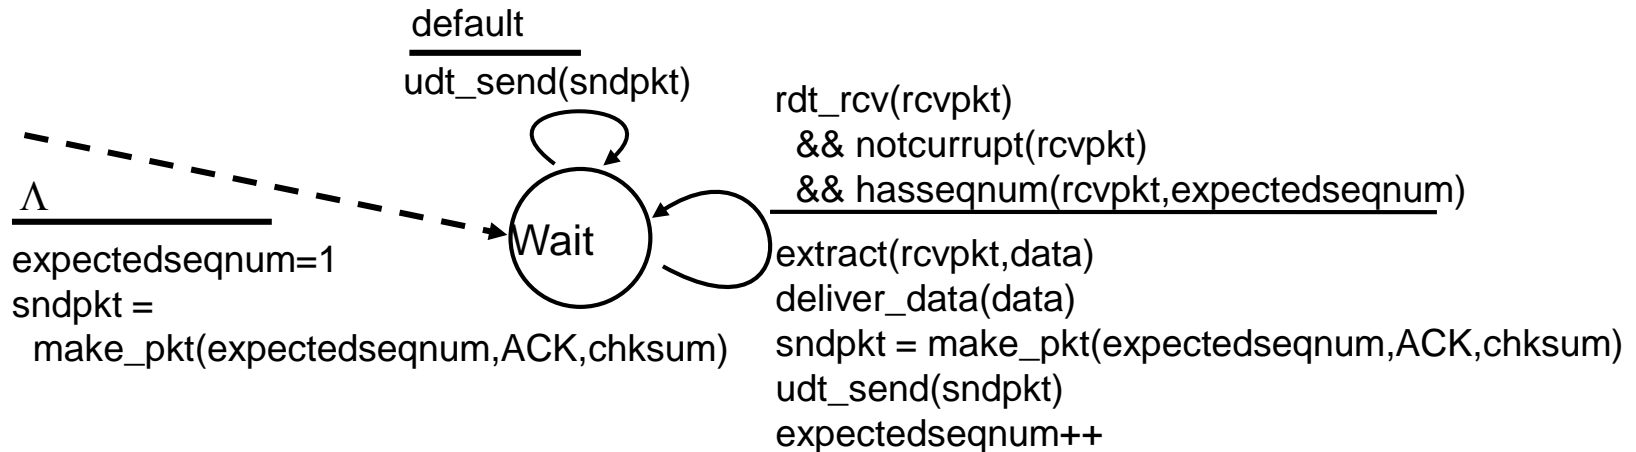 default
udt_send(sndpkt)
rdt_rcv(rcvpkt)
&& notcurrupt(rcvpkt)
&& hasseqnum(rcvpkt,expectedseqnum)
Λ
expectedseqnum=1
sndpkt =
make_pkt(expectedseqnum,ACK,chksum)
Wait
extract(rcvpkt,data)
deliver_data(data)
sndpkt = make_pkt(expectedseqnum,ACK,chksum)
udt_send(sndpkt)
expectedseqnum++